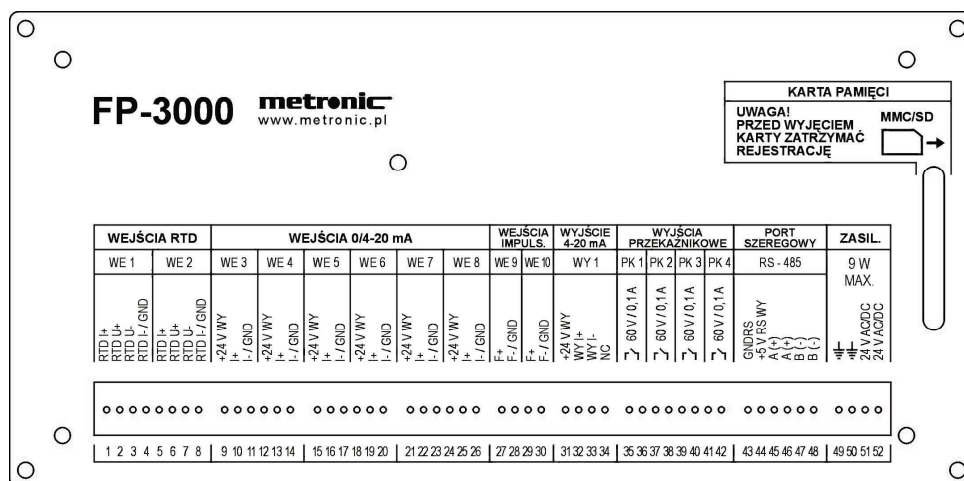 FP-3000 metronic
www.metronic.pl
KARTA PAMIĘCI
UWAGA!
PRZED WYJĘCIEM
KARTY ZATRZYMAĆ
REJESTRACJĘ
MMC/SD
WEJŚCIA RTD
WEJŚCIA 0/4-20 mA
WEJŚCIA
IMPULS.
WYJŚCIE
4-20 mA
WYJŚCIA
PRZEKAŹNIKOWE
PORT
SZEREGOWY
ZASIL.
WE 1 WE 2 WE 3 WE 4 WE 5 WE 6 WE 7 WE 8 WE 9 WE 10 WY 1 PK 1 PK 2 PK 3 PK 4 RS - 485
9 W
MAX.
RTD I+
RTD U+
RTD U-
RTD I- / GND
RTD I+
RTD U+
RTD U-
RTD I- / GND
+24 V WY
I+
I- / GND
+24 V WY
I+
I- / GND
+24 V WY
I+
I- / GND
+24 V WY
I+
I- / GND
+24 V WY
I+
I- / GND
+24 V WY
I+
I- / GND
F+
F- / GND
F+
F- / GND
+24 V WY
WY I+
WY I-
NC
60 V / 0,1 A
60 V / 0,1 A
60 V / 0,1 A
60 V / 0,1 A
GNDRS
+5 V RS WY
A (+)
A (+)
B (-)
B (-)
24 V AC/DC
24 V AC/DC
1 2 3 4 5 6 7 8 9 10 11 12 13 14 15 16 17 18 19 20 21 22 23 24 25 26 27 28 29 30 31 32 33 34 35 36 37 38 39 40 41 42 43 44 45 46 47 48 49 50 51 52